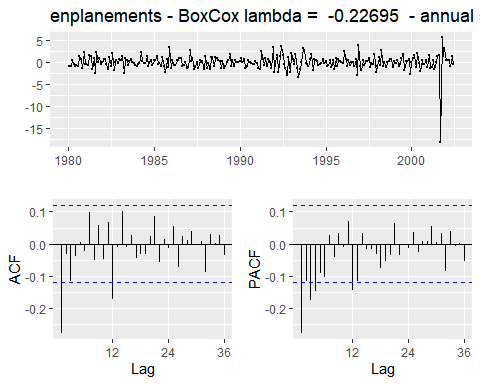 enplanements - BoxCox lambda = -0.22695 - annual s
5
0
-5
-10
-15
1980 1985 1990 1995 2000
0.1
0.0
-0.1
-0.2
ACF
12 24 36
Lag
0.1
0.0
-0.1
-0.2
PACF
12 24 36
Lag